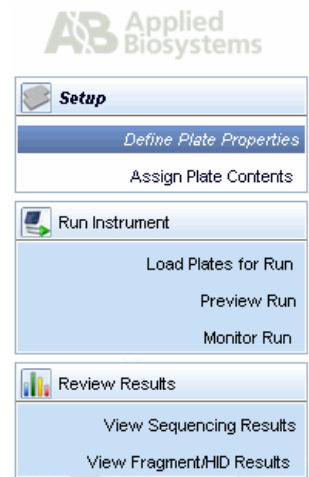 AB Applied
Biosystems
Setup
Define Plate Properties
Assign Plate Contents
Run Instrument
Load Plates for Run
Preview Run
Monitor Run
Review Results
View Sequencing Results
View Fragment/HID Results